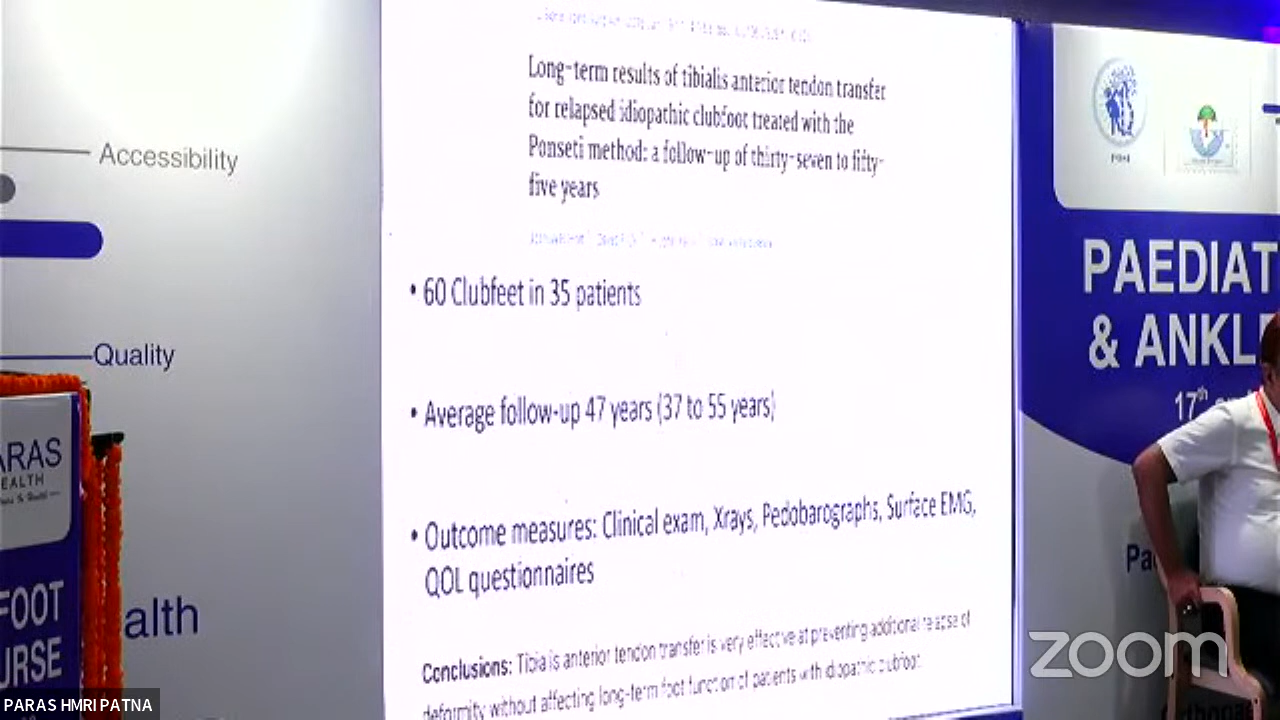 Accessibility
Quality
ARAS
EALTH
FOOT
URSE
alth
Long-term results of tibialis anterior tendon transfer
for relapsed idiopathic clubfoot treated with the
Ponseti method: a follow-up of thirty-seven to fifty-
five years
• 60 Clubfeet in 35 patients
• Average follow-up 47 years (37 to 55 years)
• Outcome measures: Clinical exam, Xrays, Pedobarographs, Surface EMG,
QOL questionnaires
Conclusions: Tibialis anterior tendon transfer is very effective at preventing additional relapse of
deformity without affecting long-term foot function of patients with idiopathic clubfoot.
PAEDIAT
& ANKL
17th
Pa
zoom
PARAS HMRI PATNA